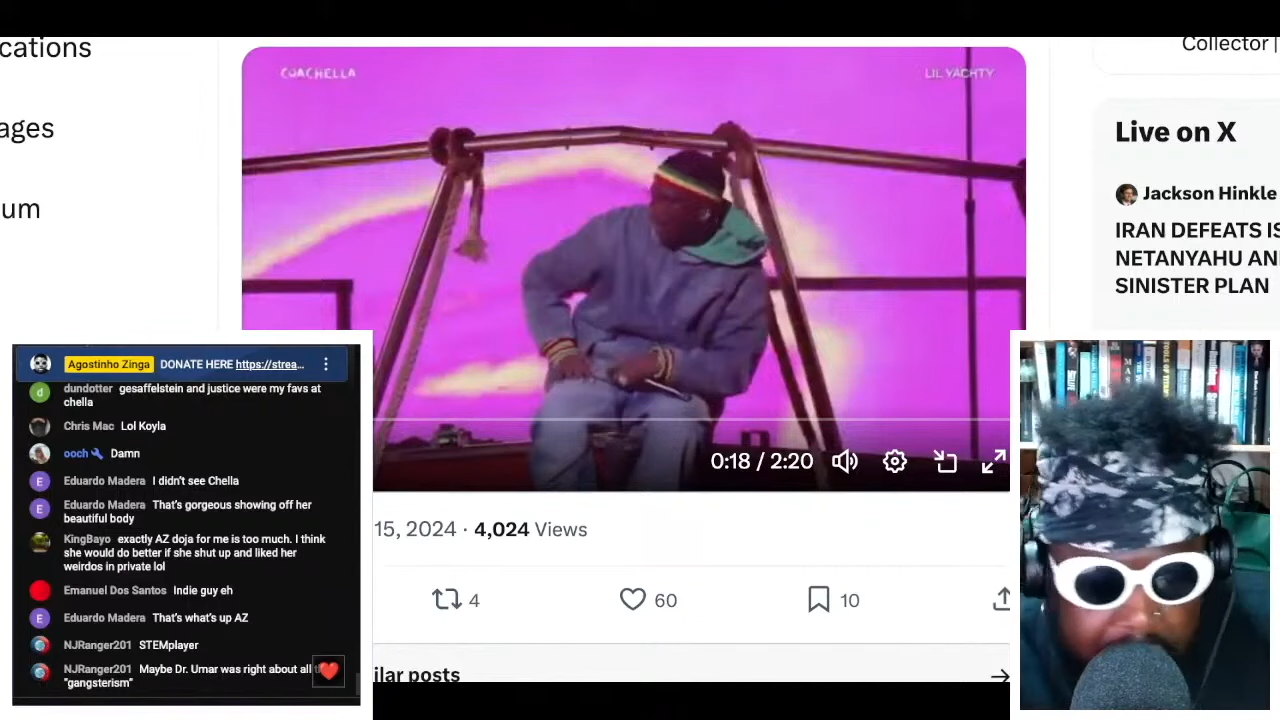 cations
ages
um
COACHELLA
LIL YACHTY
0:18 / 2:20
Collector |
Live on X
Jackson Hinkle
IRAN DEFEATS IS
NETANYAHU AN
SINISTER PLAN
Agostinho Zinga DONATE HERE https://strea...
d dundotter gesaffelstein and justice were my favs at
chella
Chris Mac Lol Koyla
ooch Damn
E Eduardo Madera I didn't see Chella
E Eduardo Madera That's gorgeous showing off her
beautiful body
KingBayo exactly AZ doja for me is too much. I think
she would do better if she shut up and liked her
weirdos in private lol
Emanuel Dos Santos Indie guy eh
E Eduardo Madera That's what's up AZ
NJRanger201 STEMplayer
NJRanger201 Maybe Dr. Umar was right about all
"gangsterism"
15, 2024 · 4,024 Views
4
60
10
ilar posts